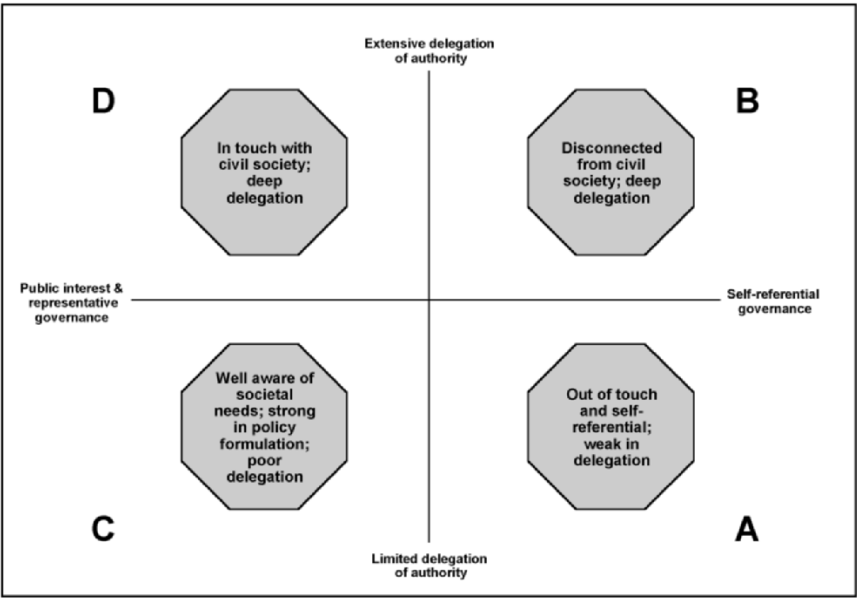 Extensive delegation
of authority
D
B
In touch with
civil society;
deep
delegation
Disconnected
from civil
society; deep
delegation
Public interest &
representative
governance
Self-referential
governance
Well aware of
societal
needs; strong
in policy
formulation;
poor
delegation
Out of touch
and self-
referential;
weak in
delegation
C
A
Limited delegation
of authority